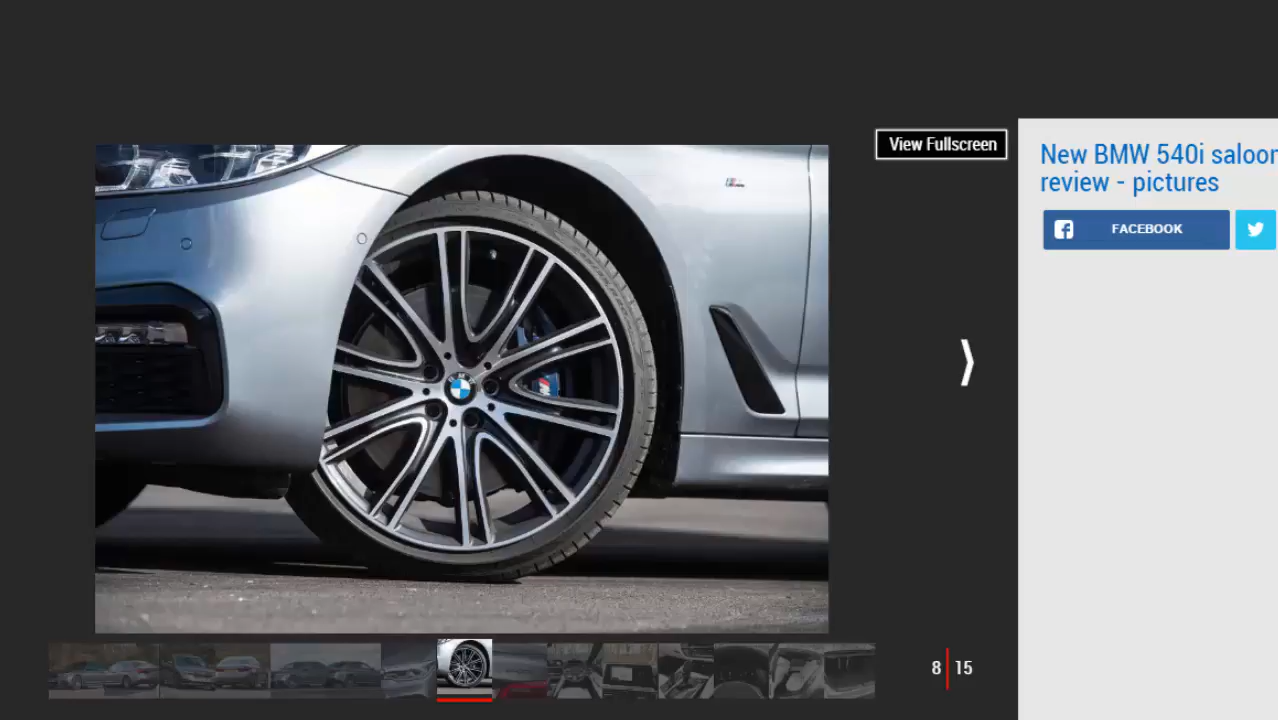 View Fullscreen
New BMW 540i saloon
review - pictures
FACEBOOK
8 15